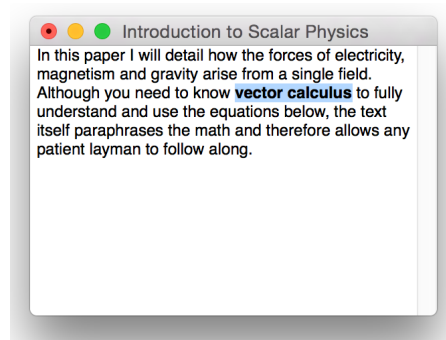 Introduction to Scalar Physics
In this paper I will detail how the forces of electricity,
magnetism and gravity arise from a single field.
Although you need to know vector calculus to fully
understand and use the equations below, the text
itself paraphrases the math and therefore allows any
patient layman to follow along.